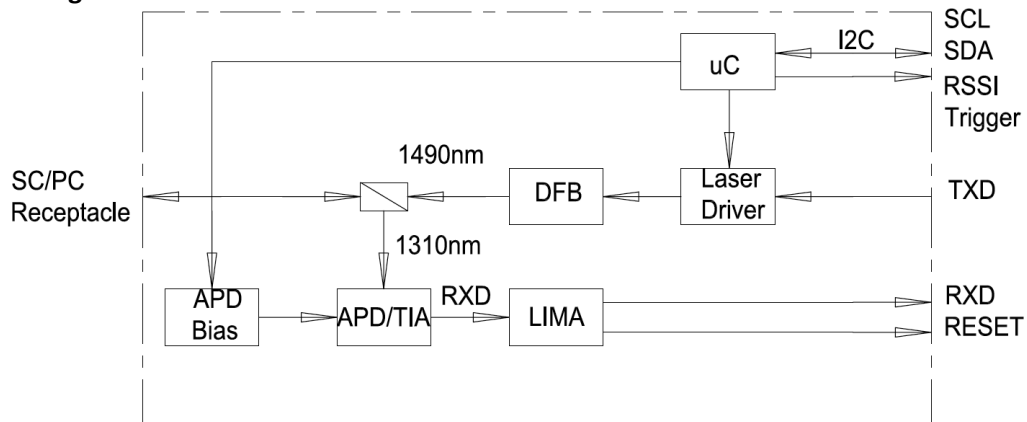 SCL
I2C
SDA
uC
RSSI
Trigger
1490nm
SC/PC
Receptacle
DFB
Laser
Driver
TXD
1310nm
APD
Bias
APD/TIA
RXD
LIMA
RXD
RESET